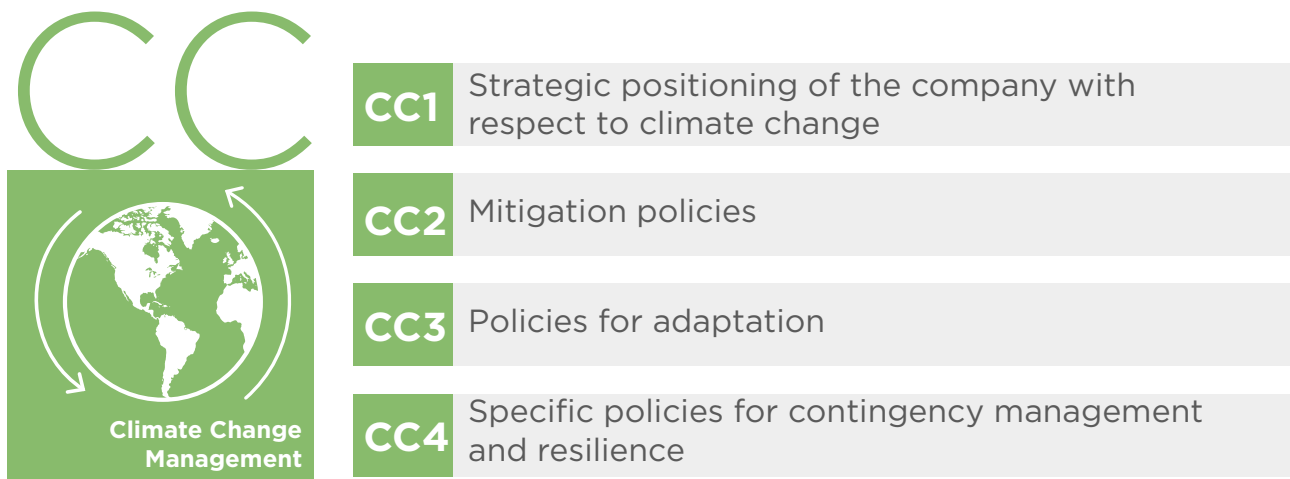 CC
Climate Change
Management
CC1
Strategic positioning of the company with
respect to climate change
CC2
Mitigation policies
CC3
Policies for adaptation
CC4
Specific policies for contingency management
and resilience